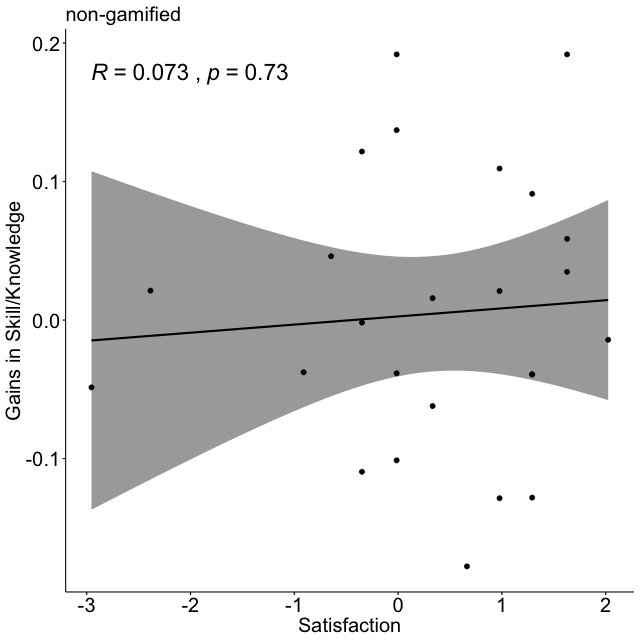 non-gamified
R = 0.073 , p = 0.73
Gains in Skill/Knowledge
0.2
0.1
0.0
-0.1
-3 -2 -1 0 1 2
Satisfaction